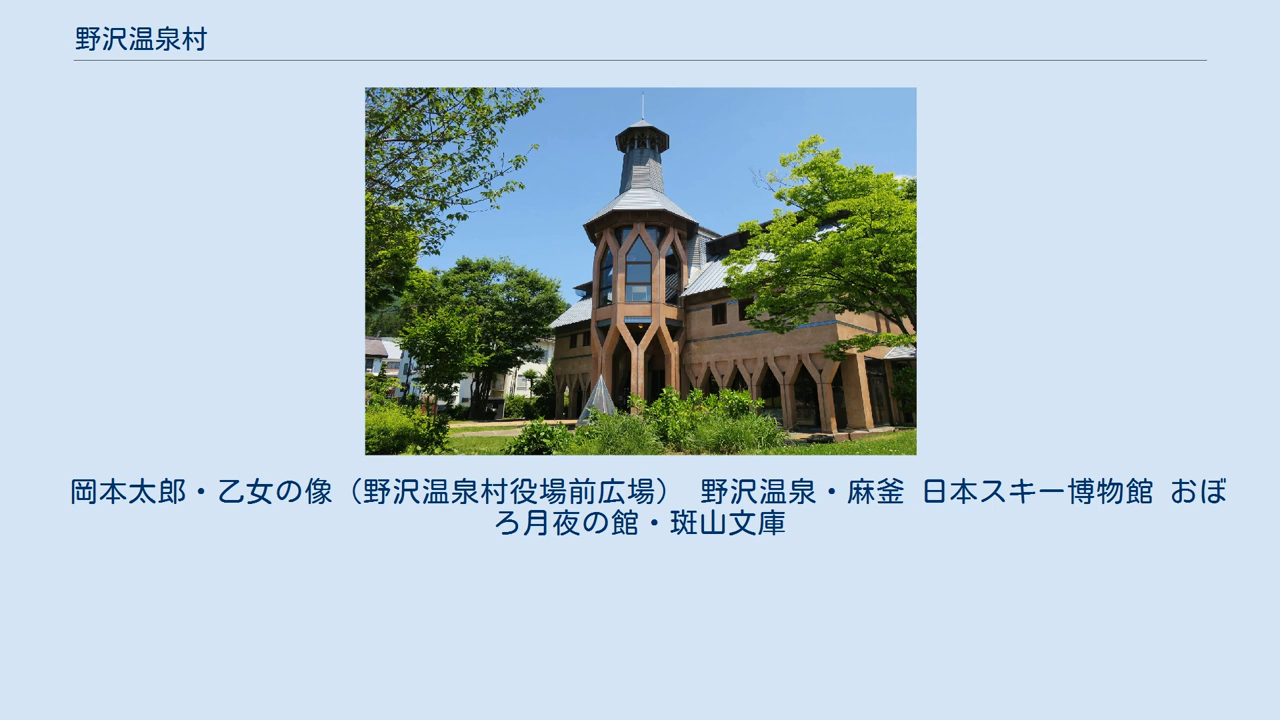 野沢温泉村
岡本太郎・乙女の像（野沢温泉村役場前広場） 野沢温泉・麻釜 日本スキー博物館 おぼ
ろ月夜の館・斑山文庫